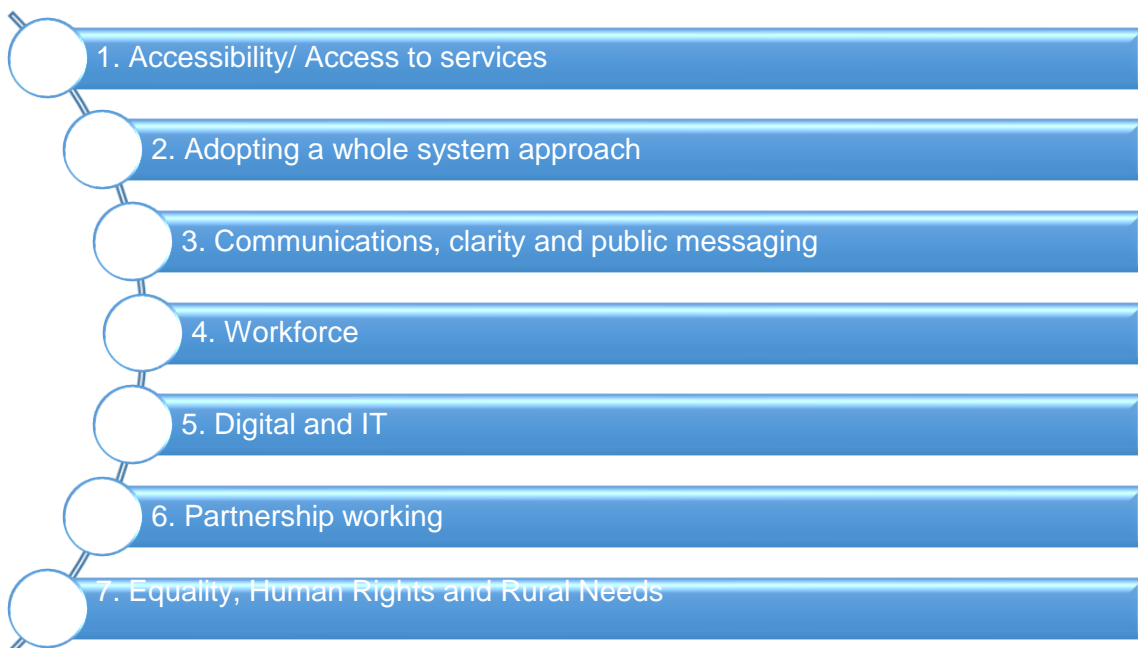 1. Accessibility/ Access to services
2. Adopting a whole system approach
3. Communications, clarity and public messaging
4. Workforce
5. Digital and IT
6. Partnership working
7. Equality, Human Rights and Rural Needs